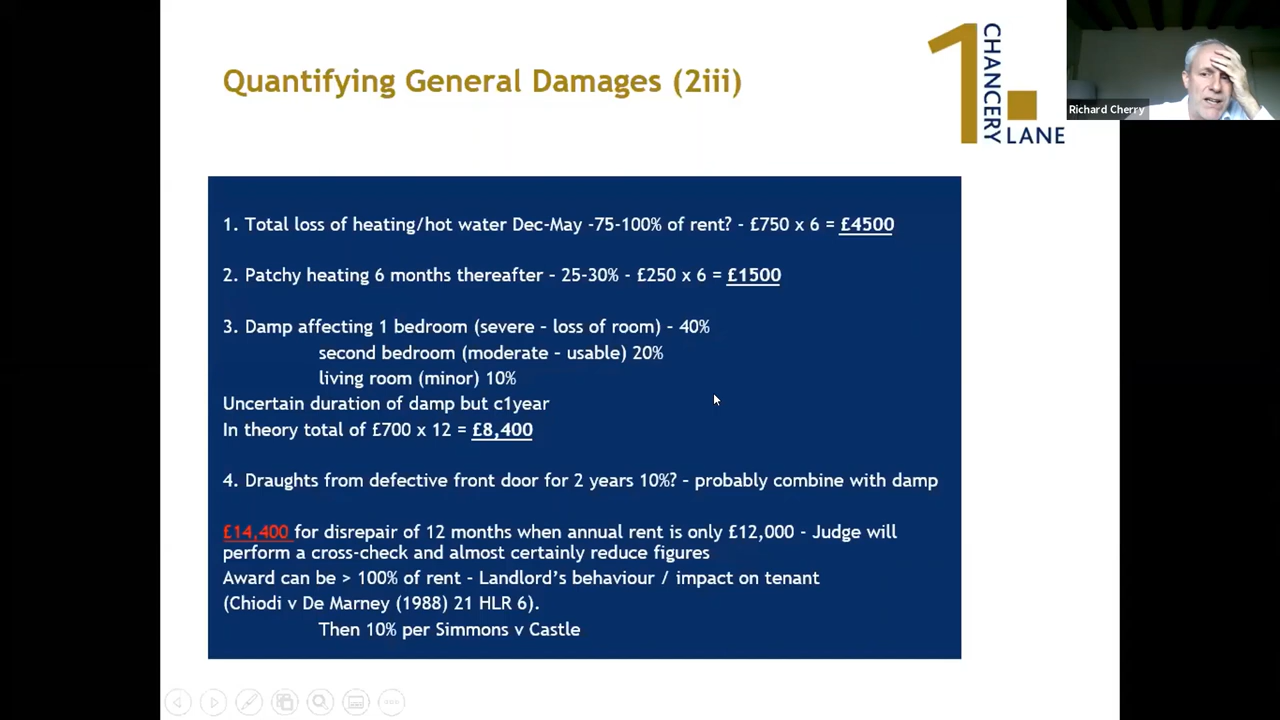 Quantifying General Damages (2iii)
1 CHANCERY LANE
Richard Cherry
1. Total loss of heating/hot water Dec-May -75-100% of rent? - £750 x 6 = £4500
2. Patchy heating 6 months thereafter – 25-30% - £250 x 6 = £1500
3. Damp affecting 1 bedroom (severe – loss of room) – 40%
second bedroom (moderate – usable) 20%
living room (minor) 10%
Uncertain duration of damp but c1year
In theory total of £700 x 12 = £8,400
4. Draughts from defective front door for 2 years 10%? – probably combine with damp
£14,400 for disrepair of 12 months when annual rent is only £12,000 - Judge will
perform a cross-check and almost certainly reduce figures
Award can be > 100% of rent – Landlord’s behaviour / impact on tenant
(Chiodi v De Marney (1988) 21 HLR 6).
Then 10% per Simmons v Castle